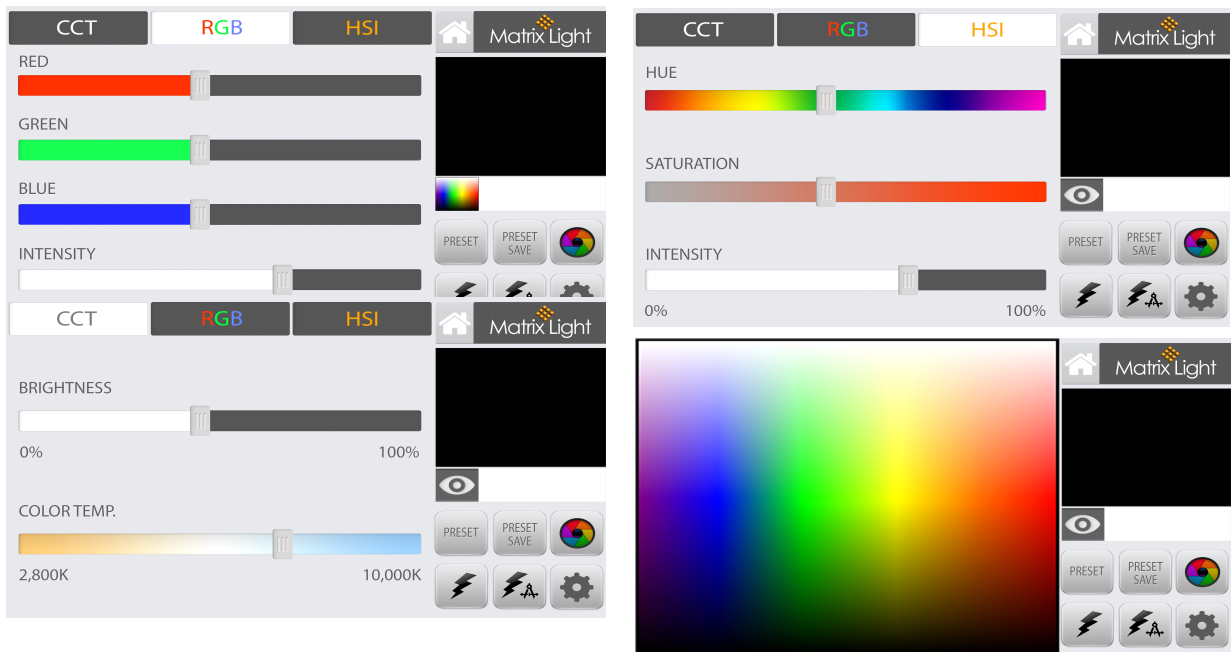 CCT RGB HSI Matrix Light
RED
GREEN
BLUE
PRESET PRESET SAVE
INTENSITY
CCT RGB HSI Matrix Light
BRIGHTNESS
0% 100%
COLOR TEMP.
PRESET PRESET SAVE
2,800K 10,000K
CCT RGB HSI Matrix Light
HUE
SATURATION
PRESET PRESET SAVE
INTENSITY
0% 100%
Matrix Light
PRESET PRESET SAVE